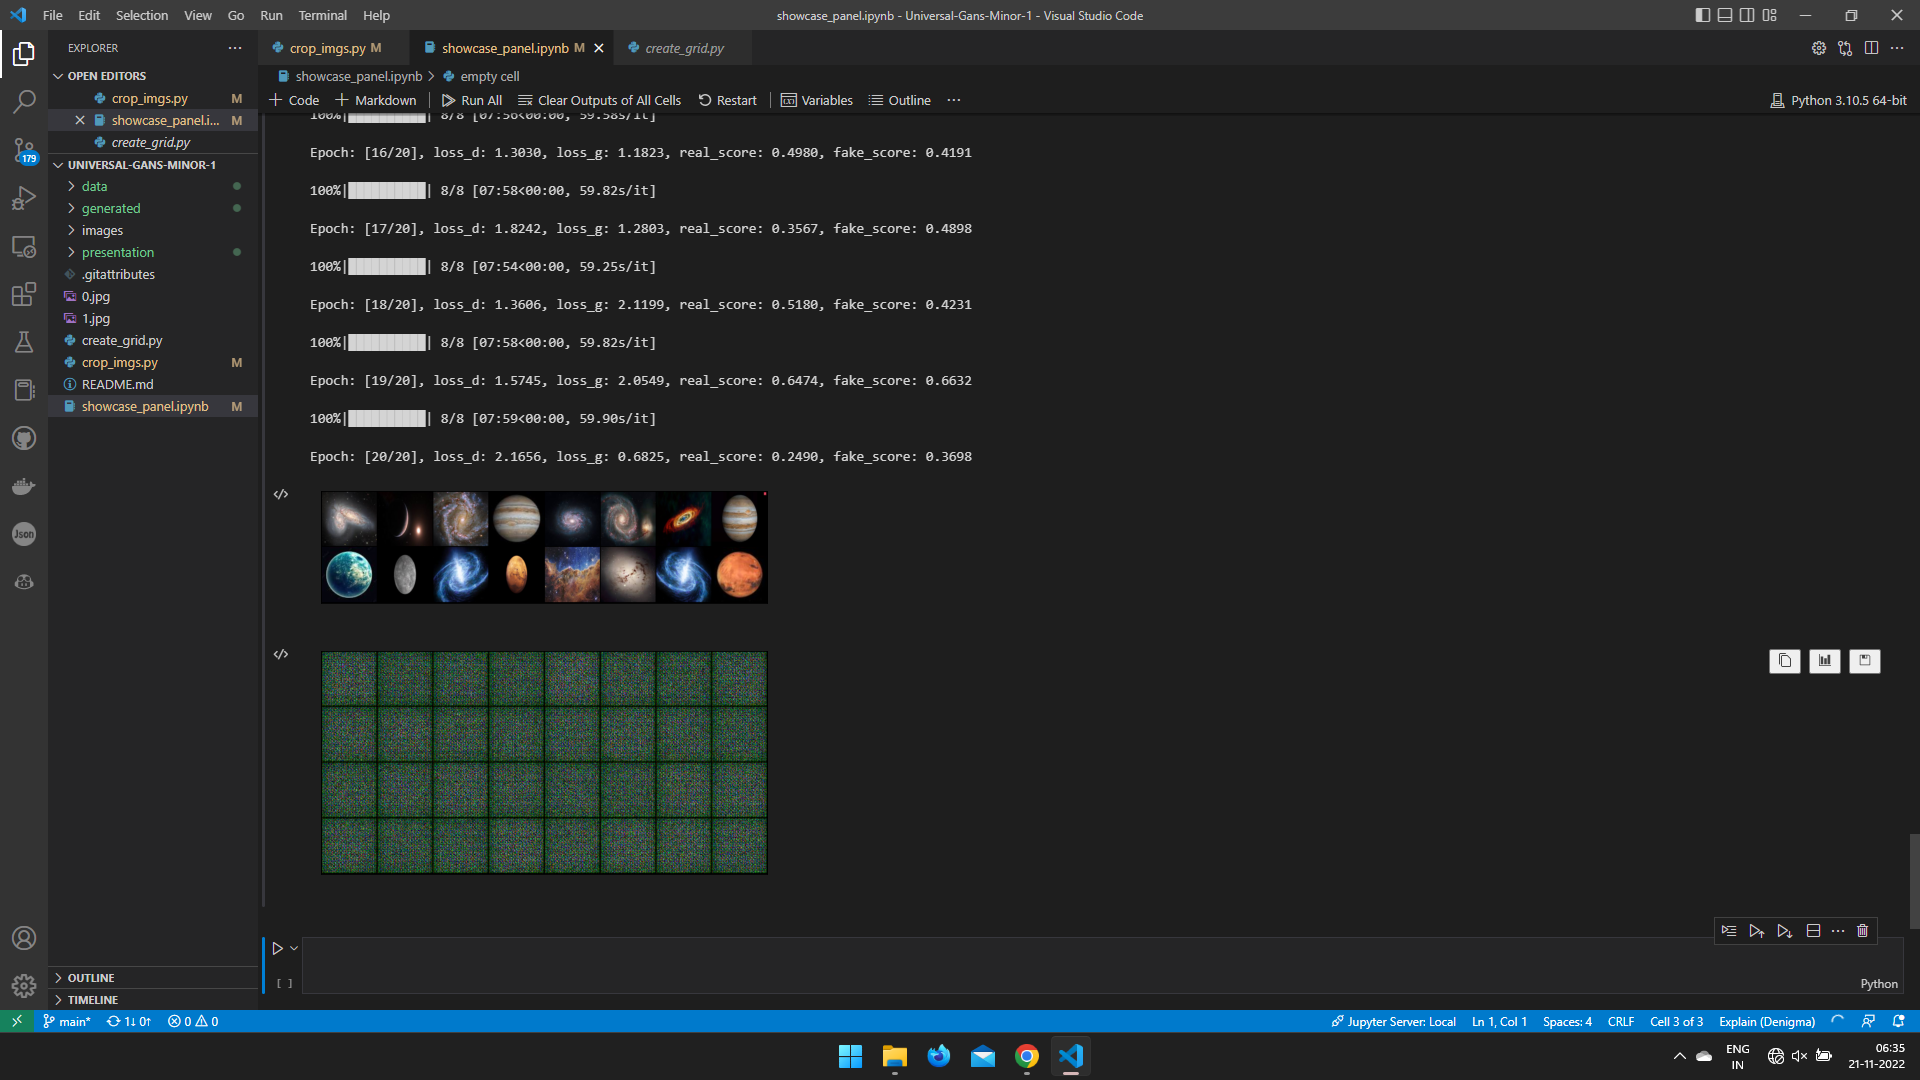 File Edit Selection View Go Run Terminal Help
showcase_panel.ipynb - Universal-Gans-Minor-1 - Visual Studio Code
EXPLORER
OPEN EDITORS
crop_imgs.py M
showcase_panel.i... M
create_grid.py
179
UNIVERSAL-GANS-MINOR-1
data
generated
images
presentation
.gitattributes
0.jpg
1.jpg
create_grid.py
crop_imgs.py M
README.md
showcase_panel.ipynb M
Json
OUTLINE
TIMELINE
crop_imgs.py M showcase_panel.ipynb M create_grid.py
showcase_panel.ipynb > empty cell
+ Code + Markdown Run All Clear Outputs of All Cells Restart Variables Outline ... Python 3.10.5 64-bit
100%|██████████| 8/8 [07:56<00:00, 59.58s/it]
Epoch: [16/20], loss_d: 1.3030, loss_g: 1.1823, real_score: 0.4980, fake_score: 0.4191
100%|██████████| 8/8 [07:58<00:00, 59.82s/it]
Epoch: [17/20], loss_d: 1.8242, loss_g: 1.2803, real_score: 0.3567, fake_score: 0.4898
100%|██████████| 8/8 [07:54<00:00, 59.25s/it]
Epoch: [18/20], loss_d: 1.3606, loss_g: 2.1199, real_score: 0.5180, fake_score: 0.4231
100%|██████████| 8/8 [07:58<00:00, 59.82s/it]
Epoch: [19/20], loss_d: 1.5745, loss_g: 2.0549, real_score: 0.6474, fake_score: 0.6632
100%|██████████| 8/8 [07:59<00:00, 59.90s/it]
Epoch: [20/20], loss_d: 2.1656, loss_g: 0.6825, real_score: 0.2490, fake_score: 0.3698
</>
</>
[ ]
Python
main* 1↓ 0↑ 0 0 Jupyter Server: Local Ln 1, Col 1 Spaces: 4 CRLF Cell 3 of 3 Explain (Denigma)
ENG
IN
06:35
21-11-2022